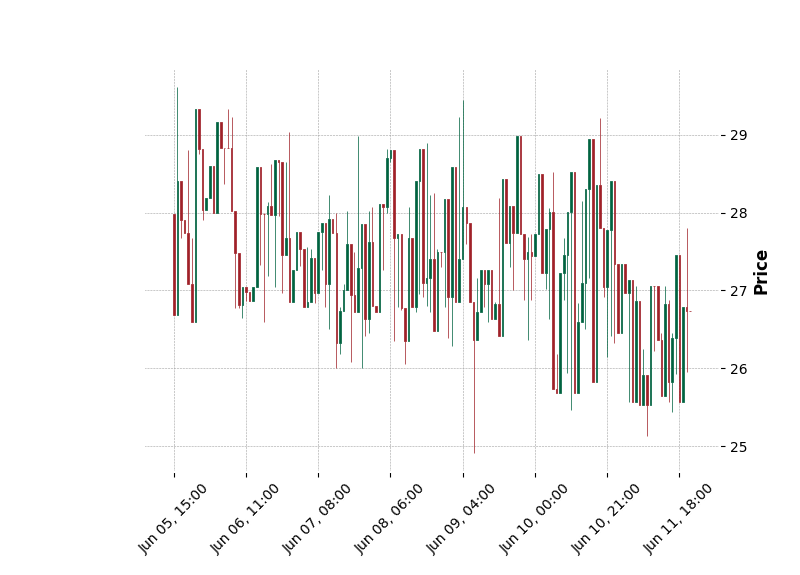 29
28
27
26
25
Price
Jun 05, 15:00
Jun 06, 11:00
Jun 07, 08:00
Jun 08, 06:00
Jun 09, 04:00
Jun 10, 00:00
Jun 10, 21:00
Jun 11, 18:00